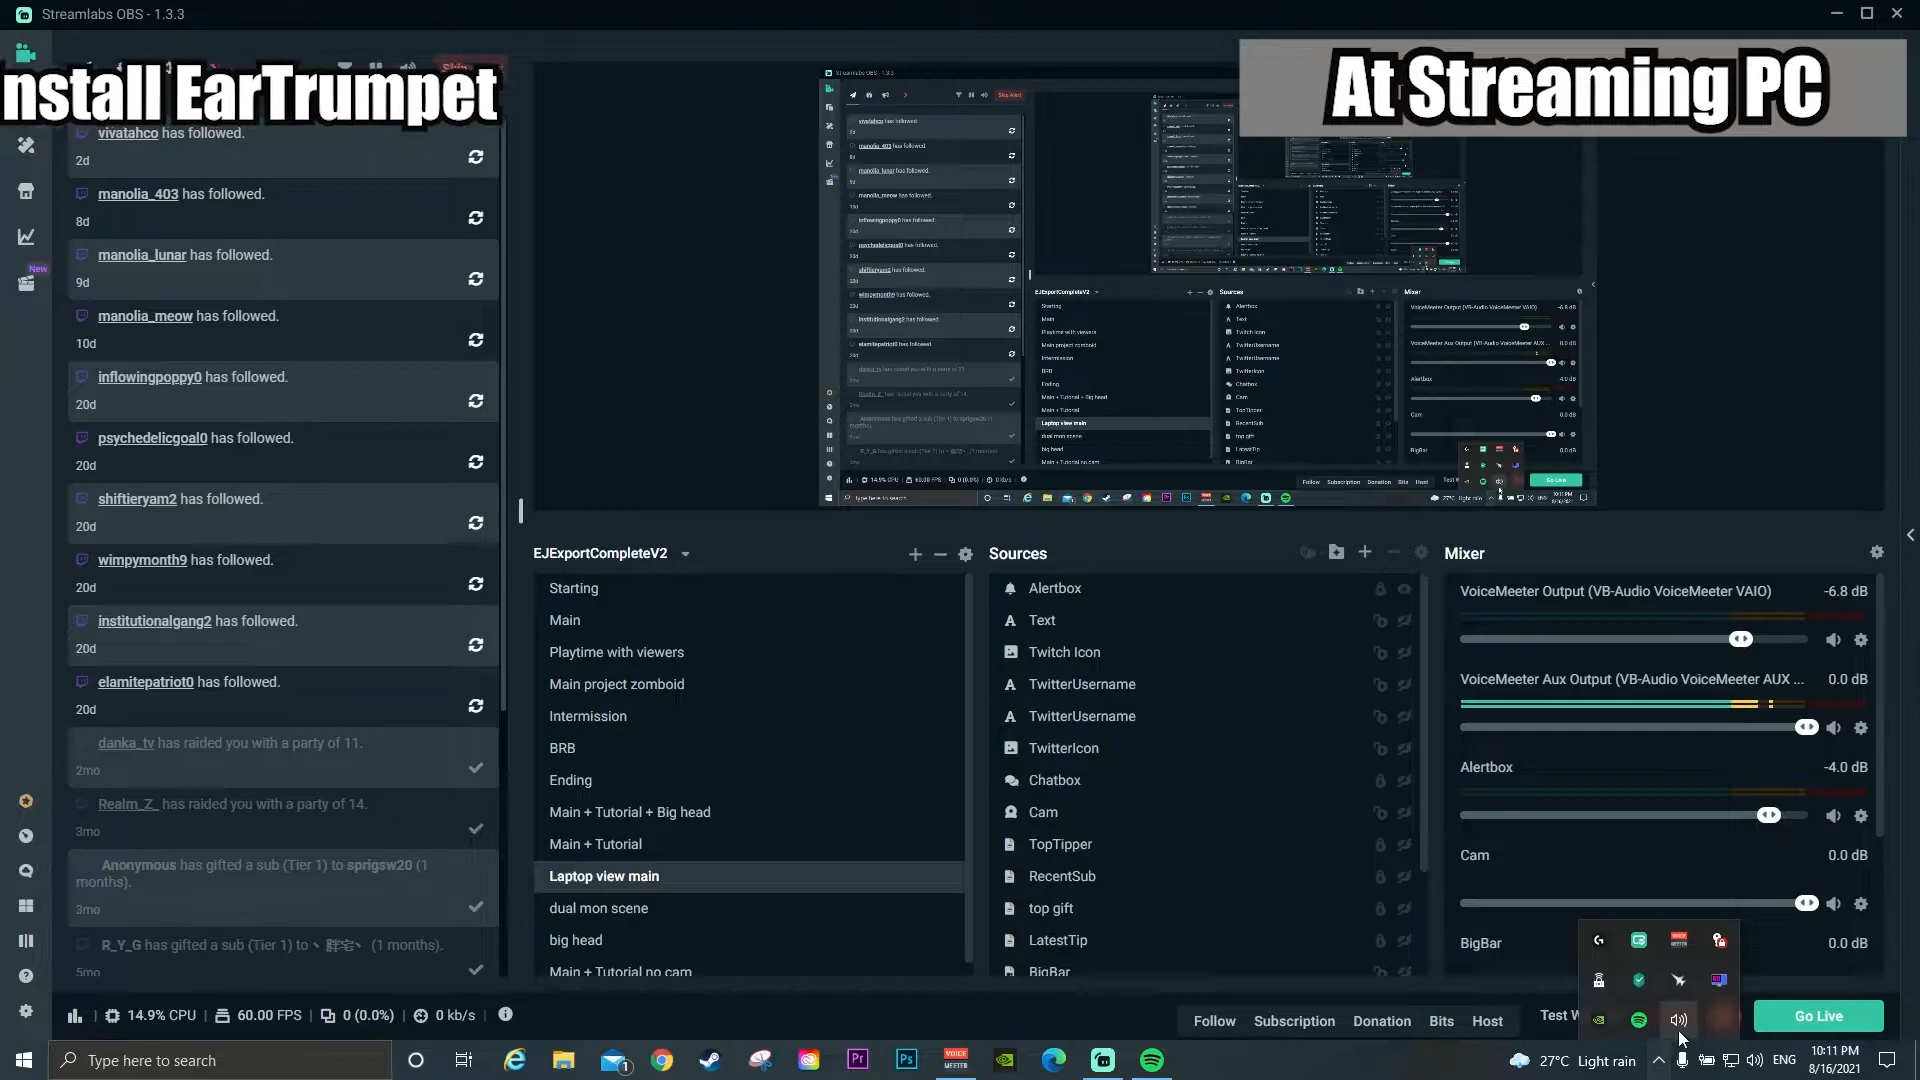 Streamlabs OBS - 1.3.3
nstall EarTrumpet
At Streaming PC
vivatahco has followed.
2d
manolia_403 has followed.
8d
manolia_lunar has followed.
9d
New
manolia_meow has followed.
10d
inflowingpoppy0 has followed.
20d
psychedelicgoal0 has followed.
20d
shiftieryam2 has followed.
20d
wimpymonth9 has followed.
20d
institutionalgang2 has followed.
20d
elamitepatriot0 has followed.
20d
danka_tv has raided you with a party of 11.
2mo
Realm_Z_ has raided you with a party of 14.
3mo
Anonymous has gifted a sub (Tier 1) to sprigsw20 (1
months).
3mo
R_Y_G has gifted a sub (Tier 1) to丶胖宅丶 (1 months).
5mo
EJExportCompleteV2
Starting
Main
Playtime with viewers
Main project zomboid
Intermission
BRB
Ending
Main + Tutorial + Big head
Main + Tutorial
Laptop view main
dual mon scene
big head
Main + Tutorial no cam
Sources
Alertbox
Text
Twitch Icon
TwitterUsername
TwitterUsername
TwitterIcon
Chatbox
Cam
TopTipper
RecentSub
top gift
LatestTip
BigBar
Mixer
VoiceMeeter Output (VB-Audio VoiceMeeter VAIO) -6.8 dB
VoiceMeeter Aux Output (VB-Audio VoiceMeeter AUX ... 0.0 dB
Alertbox -4.0 dB
Cam 0.0 dB
BigBar 0.0 dB
14.9% CPU 60.00 FPS 0 (0.0%) 0 kb/s
Follow Subscription Donation Bits Host Test W
Go Live
Type here to search
27°C Light rain
ENG
10:11 PM
8/16/2021